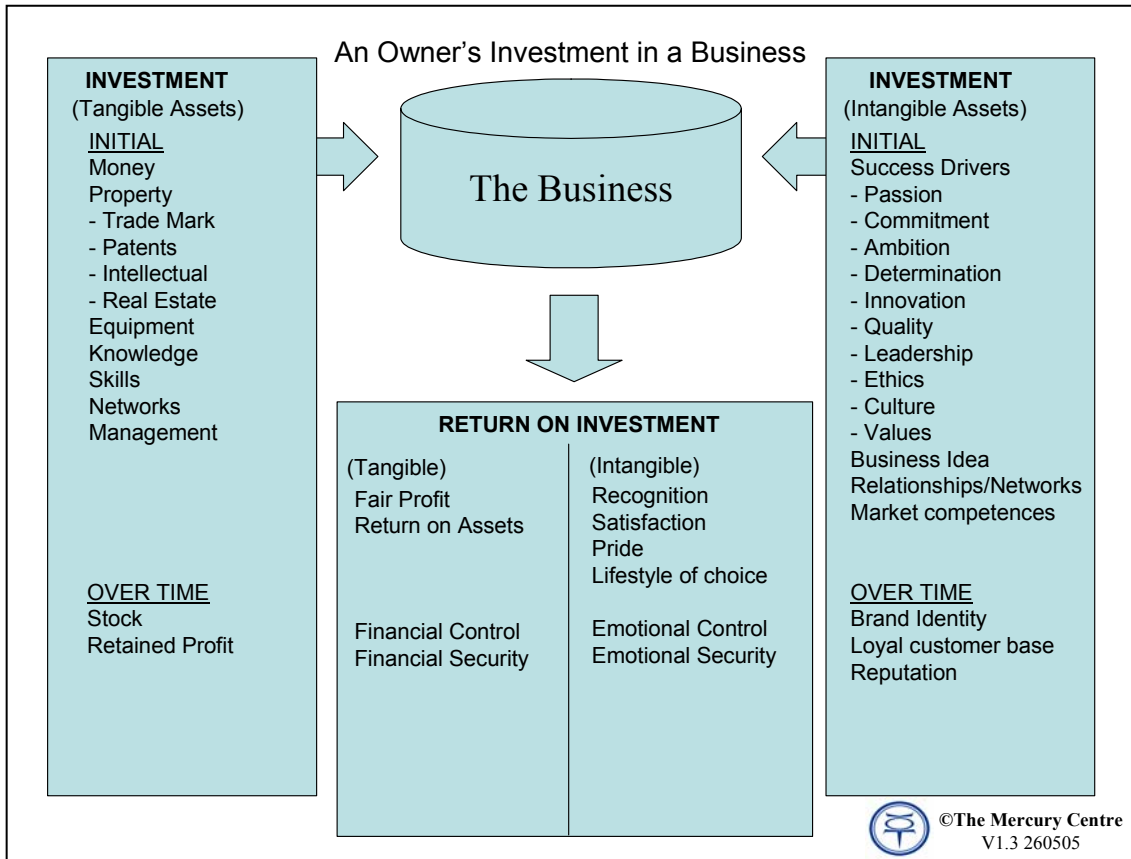 An Owner’s Investment in a Business
INVESTMENT
(Tangible Assets)
INITIAL
Money
Property
- Trade Mark
- Patents
- Intellectual
- Real Estate
Equipment
Knowledge
Skills
Networks
Management
OVER TIME
Stock
Retained Profit
The Business
RETURN ON INVESTMENT
(Tangible)
Fair Profit
Return on Assets
Financial Control
Financial Security
(Intangible)
Recognition
Satisfaction
Pride
Lifestyle of choice
Emotional Control
Emotional Security
INVESTMENT
(Intangible Assets)
INITIAL
Success Drivers
- Passion
- Commitment
- Ambition
- Determination
- Innovation
- Quality
- Leadership
- Ethics
- Culture
- Values
Business Idea
Relationships/Networks
Market competences
OVER TIME
Brand Identity
Loyal customer base
Reputation
©The Mercury Centre
V1.3 260505